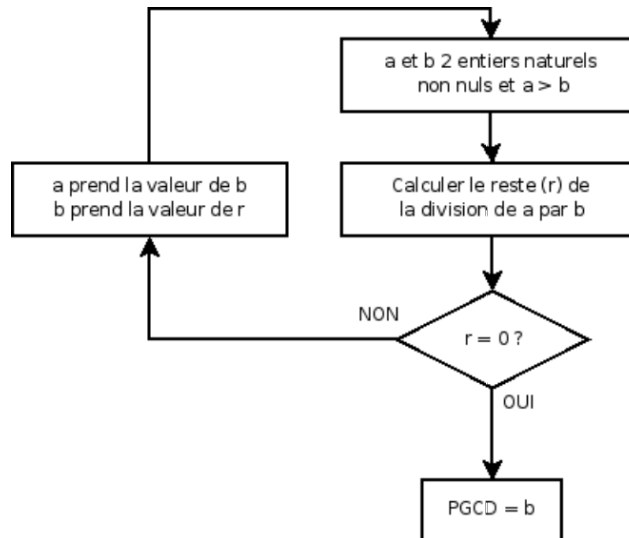 a et b 2 entiers naturels
non nuls et a > b
a prend la valeur de b
b prend la valeur de r
Calculer le reste (r) de
la division de a par b
NON
r = 0 ?
OUI
PGCD = b